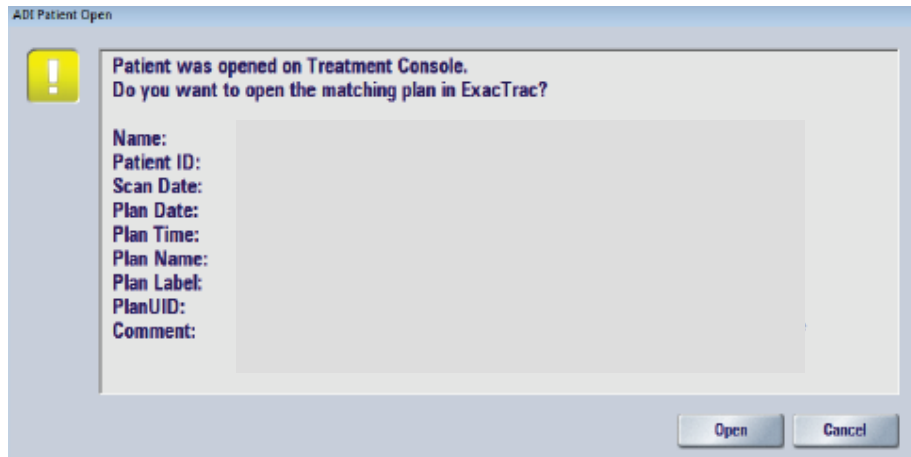 ADI Patient Open
Patient was opened on Treatment Console.
Do you want to open the matching plan in ExacTrac?
Name:
Patient ID:
Scan Date:
Plan Date:
Plan Time:
Plan Name:
Plan Label:
PlanUID:
Comment:
Open Cancel